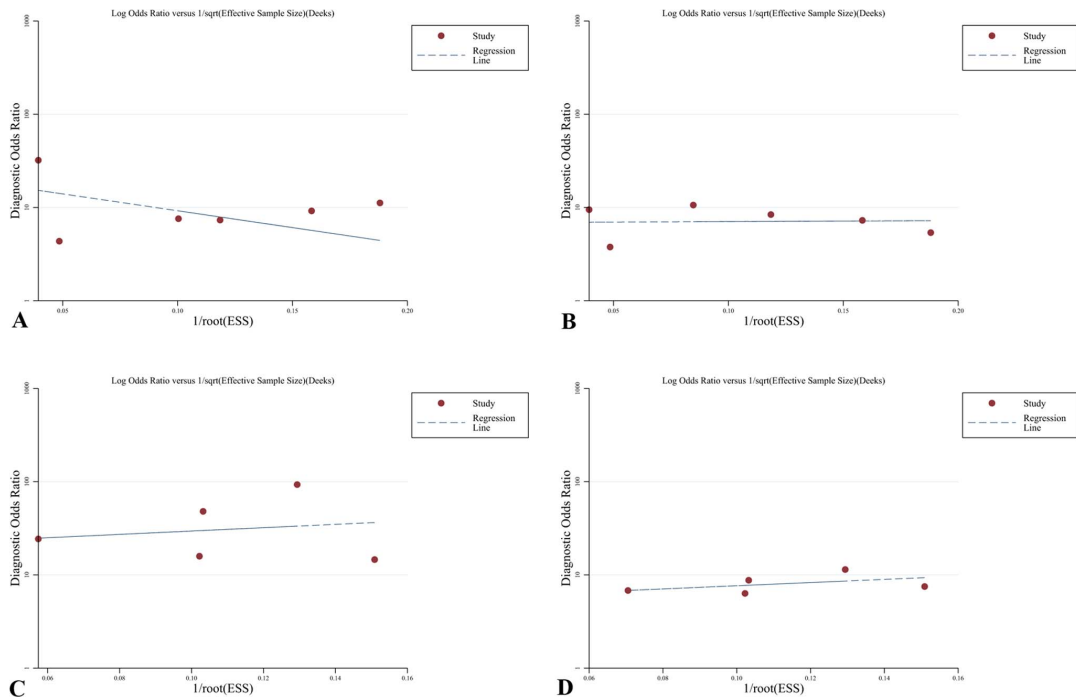 Log Odds Ratio versus 1/sqrt(Effective Sample Size)(Deeks)
1000
100
10
1
Diagnostic Odds Ratio
Study
Regression
Line
0.05
0.10
0.15
0.20
1/root(ESS)
A
Log Odds Ratio versus 1/sqrt(Effective Sample Size)(Deeks)
1000
100
10
1
Diagnostic Odds Ratio
Study
Regression
Line
0.05
0.10
0.15
0.20
1/root(ESS)
B
Log Odds Ratio versus 1/sqrt(Effective Sample Size)(Deeks)
1000
100
10
1
Diagnostic Odds Ratio
Study
Regression
Line
0.06
0.08
0.10
0.12
0.14
0.16
1/root(ESS)
C
Log Odds Ratio versus 1/sqrt(Effective Sample Size)(Deeks)
1000
100
10
1
Diagnostic Odds Ratio
Study
Regression
Line
0.06
0.08
0.10
0.12
0.14
0.16
1/root(ESS)
D